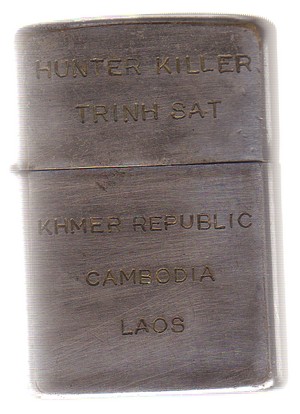 HUNTER KILLER
TRINH SAT
KHMER REPUBLIC
CAMBODIA
LAOS